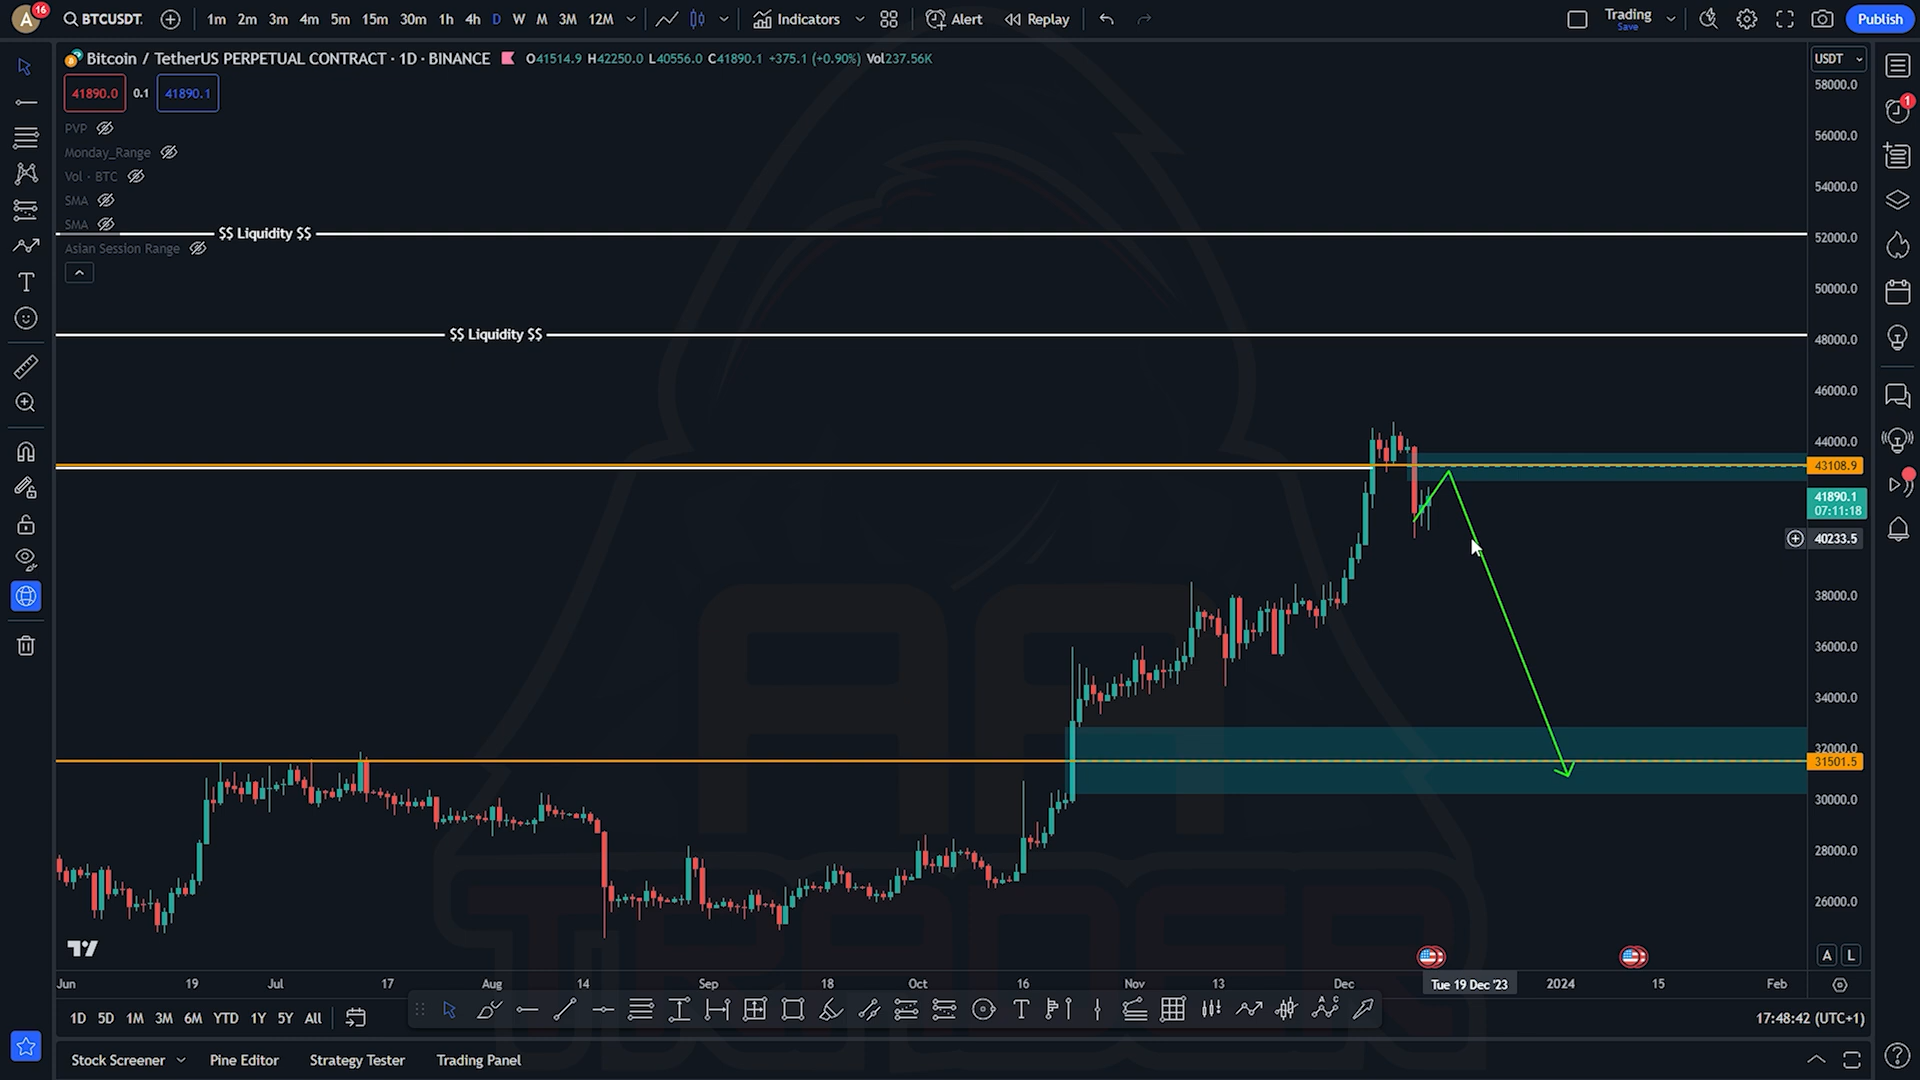 A 16 BTCUSDT. 1m 2m 3m 4m 5m 15m 30m 1h 4h D W M 3M 12M Indicators Alert Replay Trading Save Publish
Bitcoin / TetherUS PERPETUAL CONTRACT · 1D · BINANCE O41514.9 H42250.0 L40556.0 C41890.1 +375.1 (+0.90%) Vol237.56K
USDT
41890.0 0.1 41890.1
PVP
Monday_Range
Vol · BTC
SMA
SMA
Asian Session Range
$$ Liquidity $$
$$ Liquidity $$
58000.0
56000.0
54000.0
52000.0
50000.0
48000.0
46000.0
44000.0
43108.9
41890.1
07:11:18
40233.5
38000.0
36000.0
34000.0
32000.0
31501.5
30000.0
28000.0
26000.0
1
AA
TRADER
A L
Jun 19 Jul 17 Aug 14 Sep 18 Oct 16 Nov 13 Dec Tue 19 Dec '23 2024 15 Feb
1D 5D 1M 3M 6M YTD 1Y 5Y All
17:48:42 (UTC+1)
Stock Screener Pine Editor Strategy Tester Trading Panel